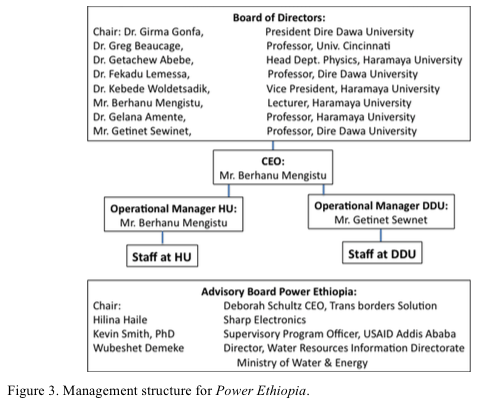 Board of Directors:
Chair: Dr. Girma Gonfa, President Dire Dawa University
Dr. Greg Beaucage, Professor, Univ. Cincinnati
Dr. Getachew Abebe, Head Dept. Physics, Haramaya University
Dr. Fekadu Lemessa, Professor, Dire Dawa University
Dr. Kebede Woldetsadik, Vice President, Haramaya University
Mr. Berhanu Mengistu, Lecturer, Haramaya University
Dr. Gelana Amente, Professor, Haramaya University
Mr. Getinet Sewinet, Professor, Dire Dawa University
CEO:
Mr. Berhanu Mengistu
Operational Manager HU:
Mr. Berhanu Mengistu
Operational Manager DDU:
Mr. Getinet Sewnet
Staff at HU
Staff at DDU
Advisory Board Power Ethiopia:
Chair: Deborah Schultz CEO, Trans borders Solution
Hilina Haile Sharp Electronics
Kevin Smith, PhD Supervisory Program Officer, USAID Addis Ababa
Wubeshet Demeke Director, Water Resources Information Directorate
Ministry of Water & Energy
Figure 3. Management structure for Power Ethiopia.